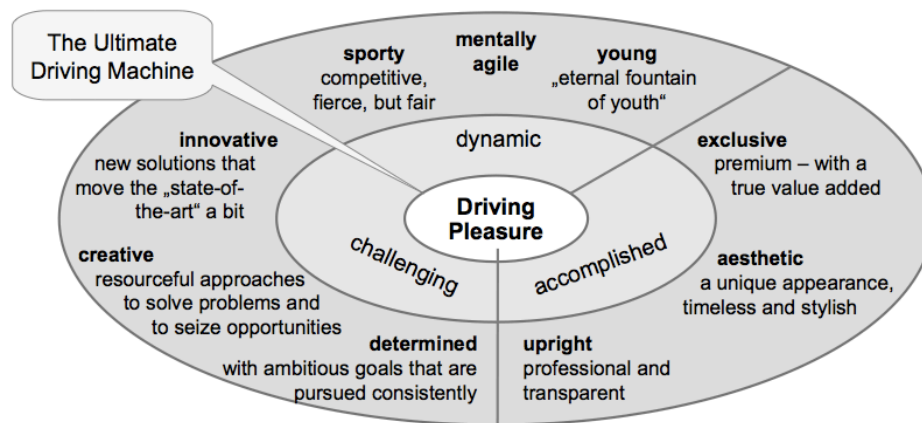 The Ultimate
Driving Machine
sporty
competitive,
fierce, but fair
mentally
agile
young
„eternal fountain
of youth“
innovative
new solutions that
move the „state-of-
the-art“ a bit
dynamic
exclusive
premium – with a
true value added
Driving
Pleasure
creative
resourceful approaches
to solve problems and
to seize opportunities
challenging
accomplished
aesthetic
a unique appearance,
timeless and stylish
determined
with ambitious goals that are
pursued consistently
upright
professional and
transparent